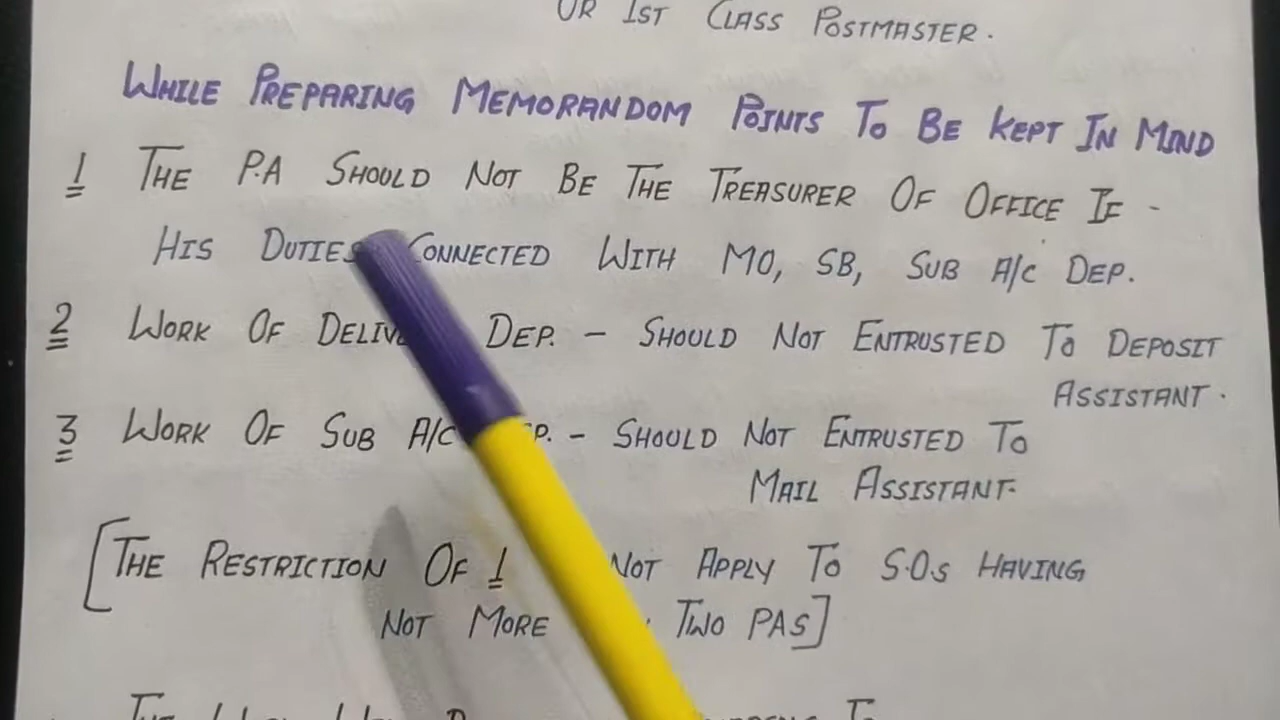 OR 1ST CLASS POSTMASTER.
WHILE PREPARING MEMORANDOM POINTS TO BE KEPT IN MIND
1 THE P.A SHOULD NOT BE THE TREASURER OF OFFICE IF -
HIS DUTIES CONNECTED WITH MO, SB, SUB A/C DEP.
2 WORK OF DEP. - SHOULD NOT ENTRUSTED TO DEPOSIT
ASSISTANT.
3 WORK OF SUB A/C - SHOULD NOT ENTRUSTED TO
MAIL ASSISTANT.
[THE RESTRICTION OF 1 NOT APPLY TO S.O.S HAVING
NOT MORE TWO PAS]